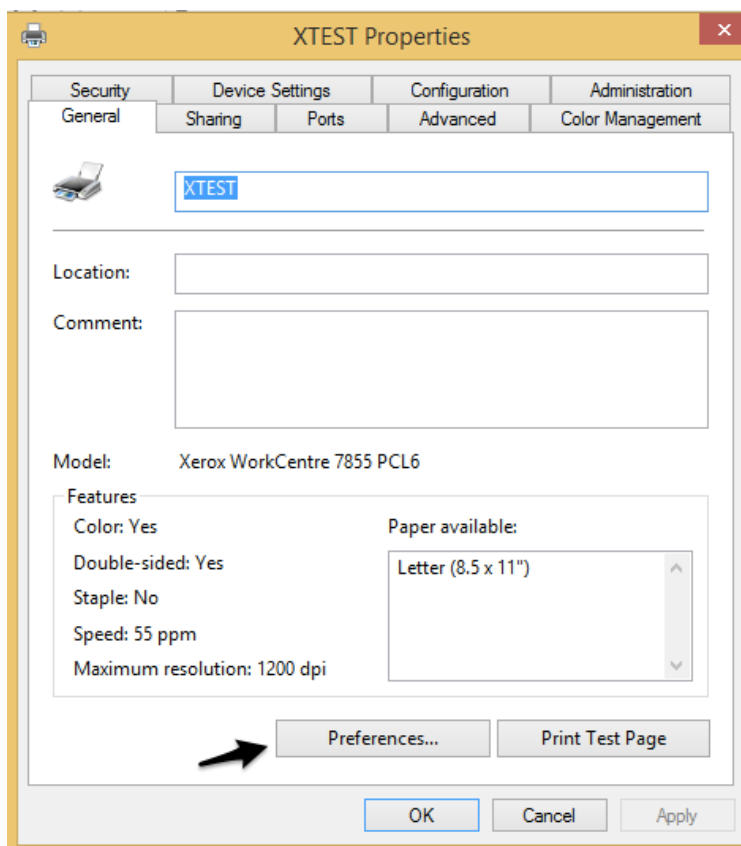 XTEST Properties
Security Device Settings Configuration Administration
General Sharing Ports Advanced Color Management
XTEST
Location:
Comment:
Model: Xerox WorkCentre 7855 PCL6
Features
Color: Yes
Paper available:
Double-sided: Yes
Letter (8.5 x 11")
Staple: No
Speed: 55 ppm
Maximum resolution: 1200 dpi
Preferences... Print Test Page
OK Cancel Apply